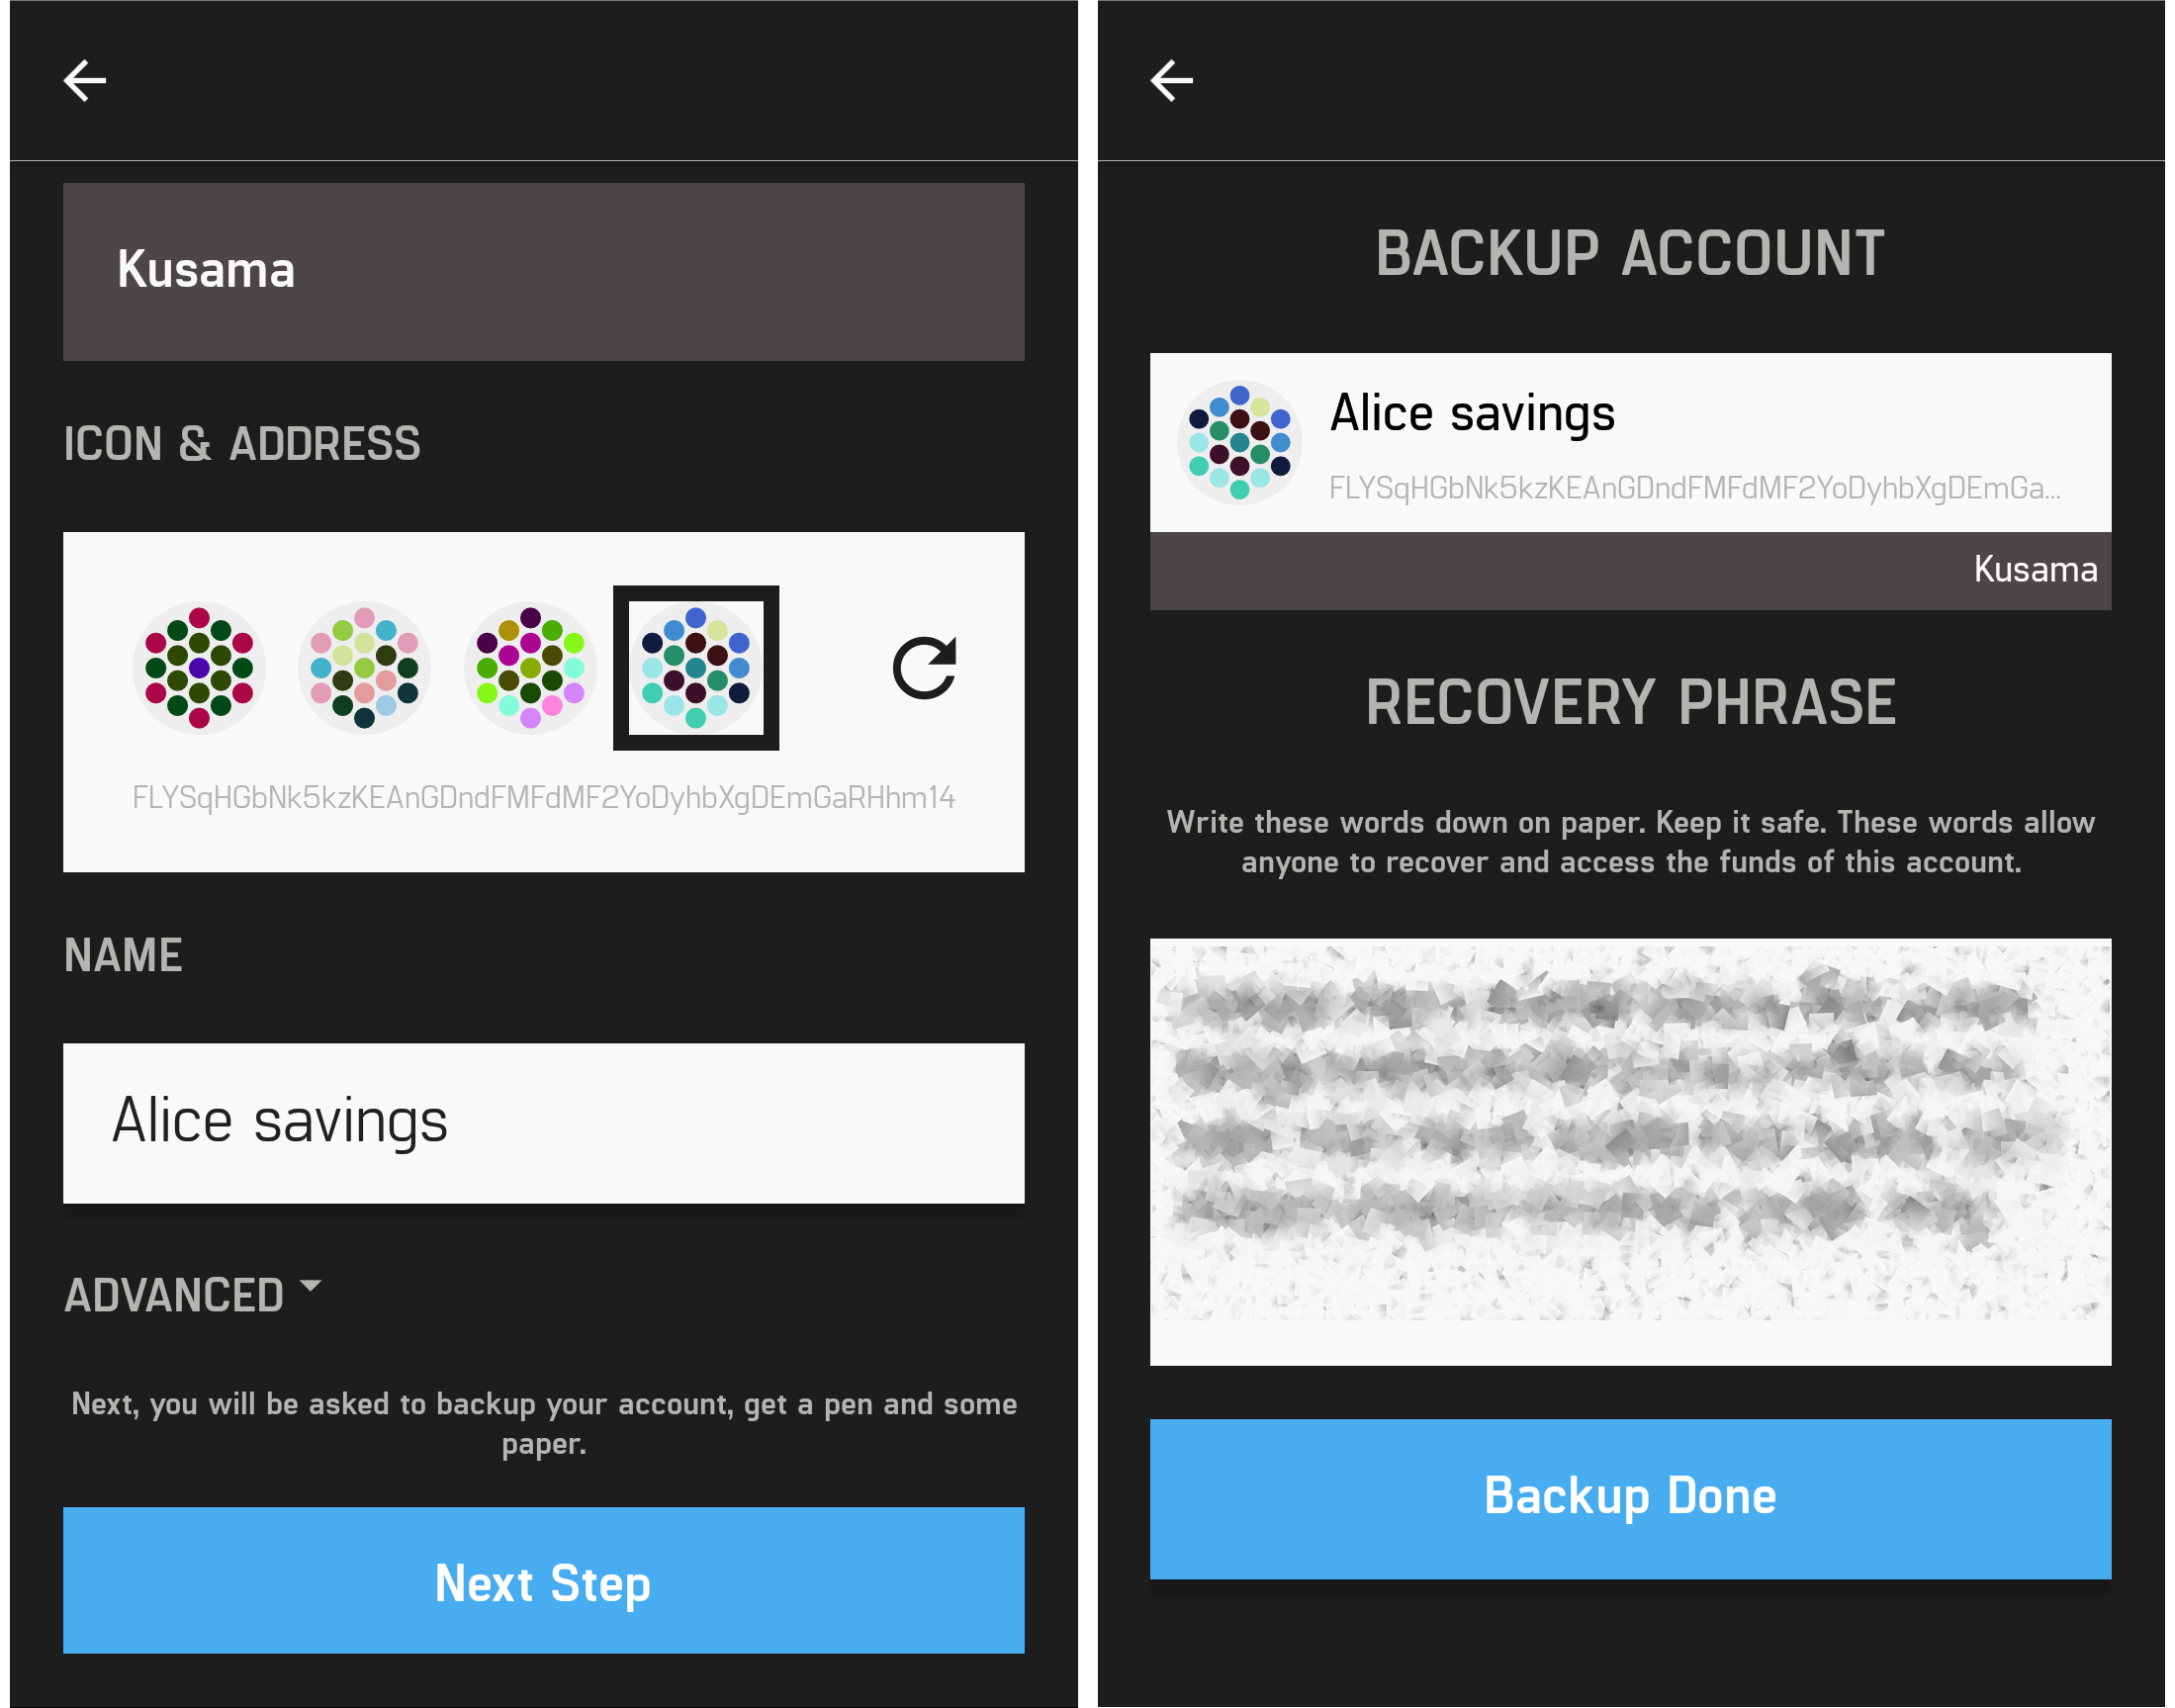 Kusama
ICON & ADDRESS
FLYSqHGbNk5kzKEAnGDndFMFdMF2YoDyhbXgDEmGaRHhm14
NAME
Alice savings
ADVANCED
Next, you will be asked to backup your account, get a pen and some
paper.
Next Step
BACKUP ACCOUNT
Alice savings
FLYSqHGbNk5kzKEAnGDndFMFdMF2YoDyhbXgDEmGa...
Kusama
RECOVERY PHRASE
Write these words down on paper. Keep it safe. These words allow
anyone to recover and access the funds of this account.
Backup Done